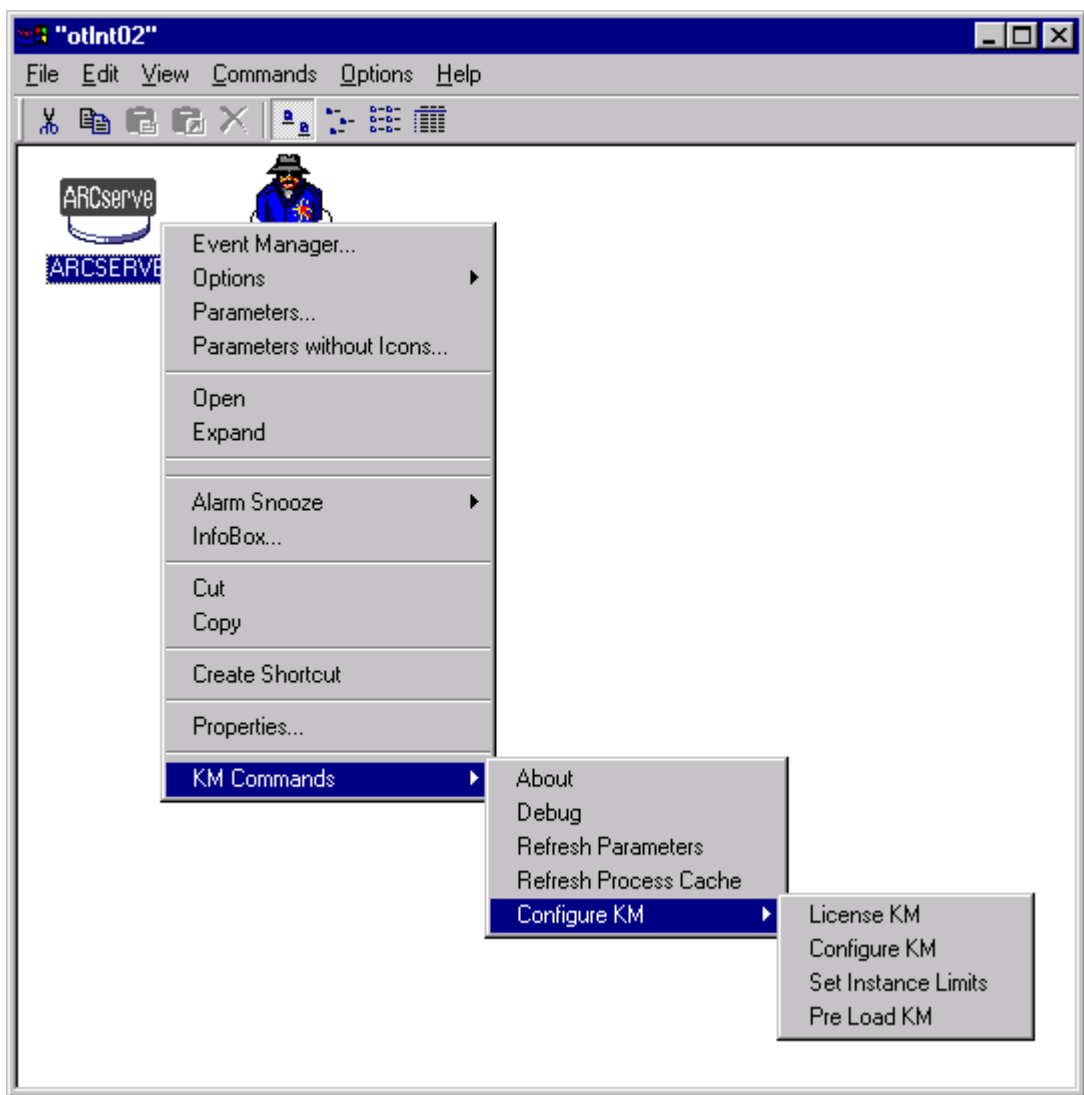 "otInt02"
File Edit View Commands Options Help
ARCserve
ARCSERVE
Event Manager...
Options
Parameters...
Parameters without Icons...
Open
Expand
Alarm Snooze
InfoBox...
Cut
Copy
Create Shortcut
Properties...
KM Commands
About
Debug
Refresh Parameters
Refresh Process Cache
Configure KM
License KM
Configure KM
Set Instance Limits
Pre Load KM